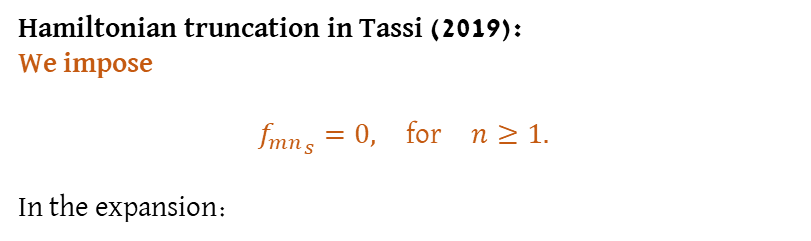 Hamiltonian truncation in Tassi (2019):
We impose
f_{mn_s} = 0, for n ≥ 1.
In the expansion: